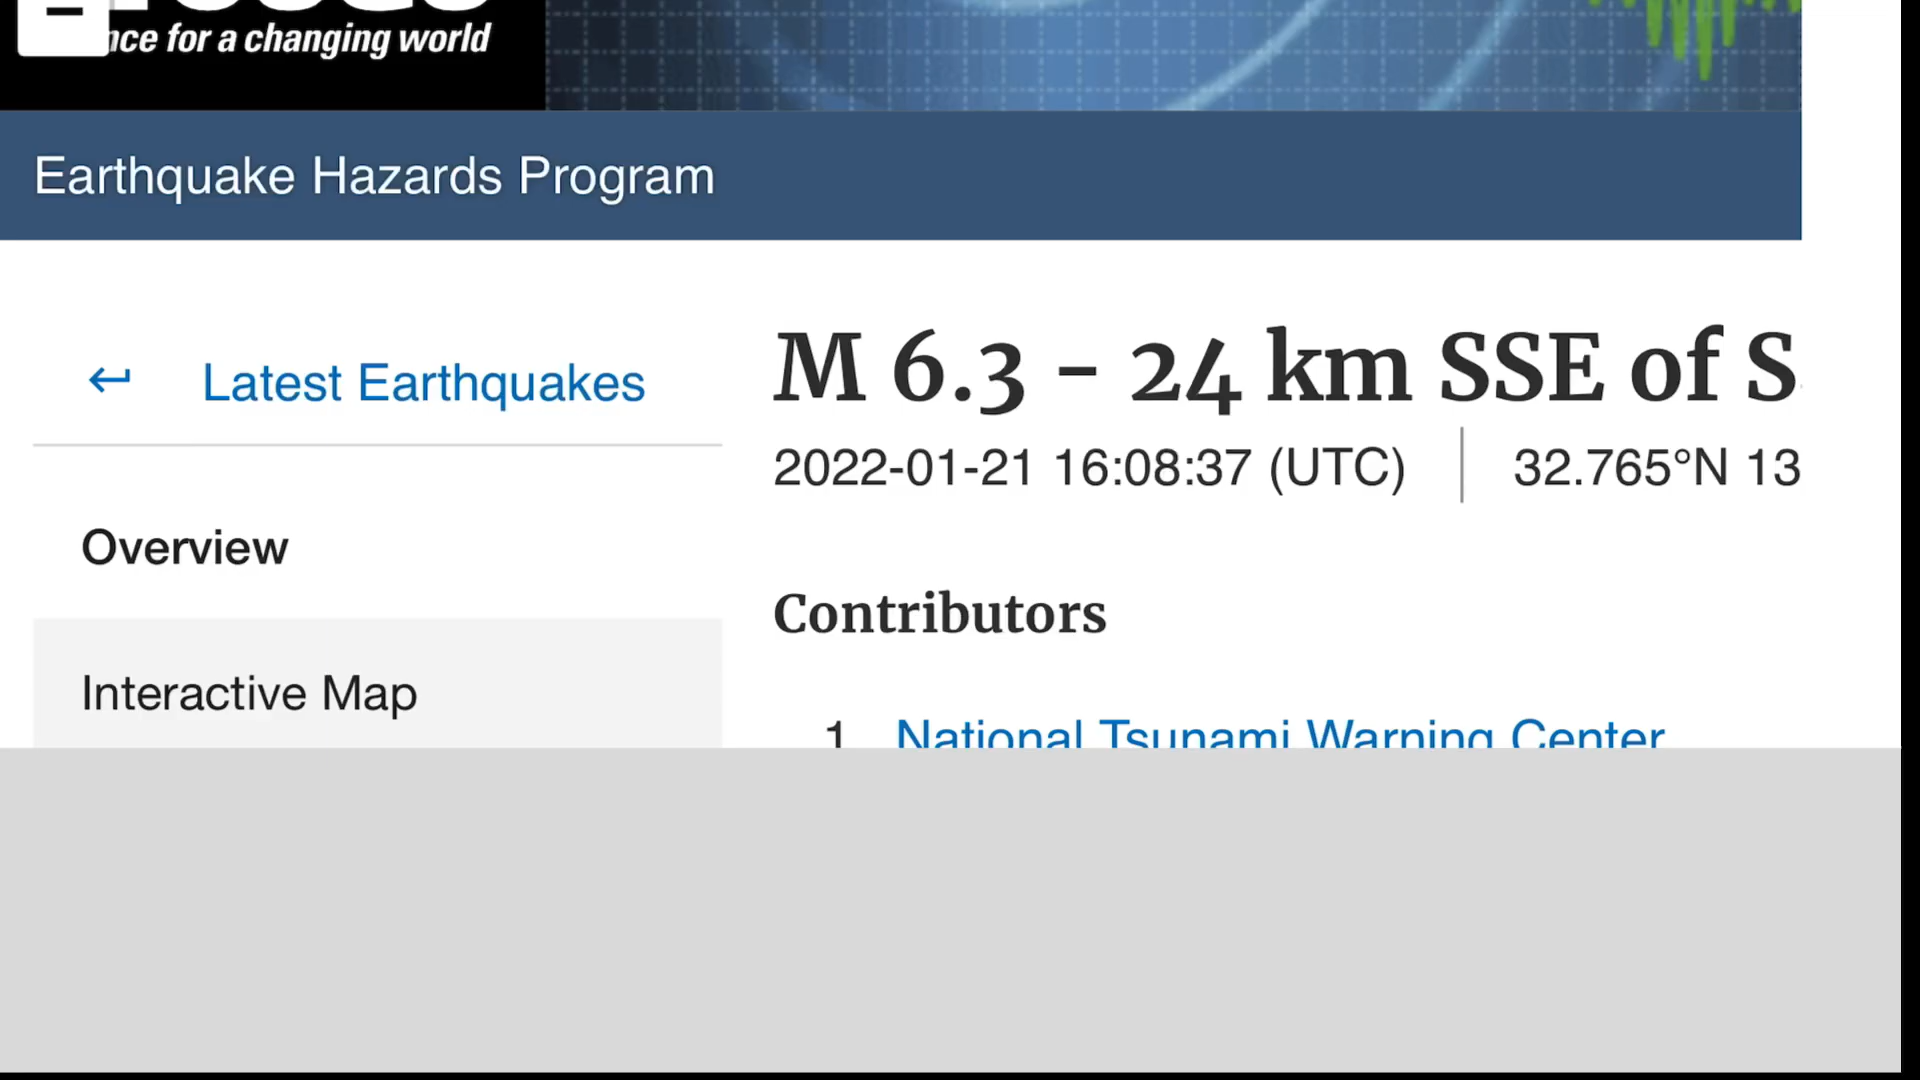 for a changing world
Earthquake Hazards Program
Latest Earthquakes
M 6.3 - 24 km SSE of S
2022-01-21 16:08:37 (UTC)
32.765°N 13
Overview
Contributors
Interactive Map
1 National Tsunami Warning Center